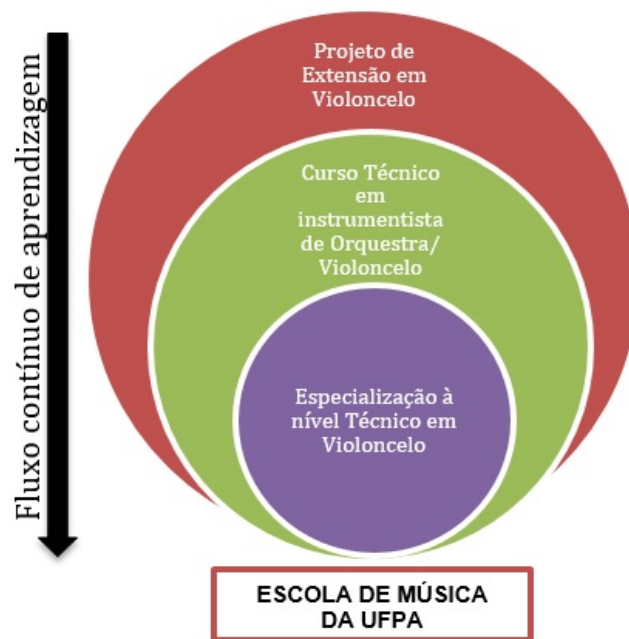 Fluxo contínuo de aprendizagem
Projeto de
Extensão em
Violoncelo
Curso Técnico
em
instrumentista
de Orquestra/
Violoncelo
Especialização à
nível Técnico em
Violoncelo
ESCOLA DE MÚSICA
DA UFPA